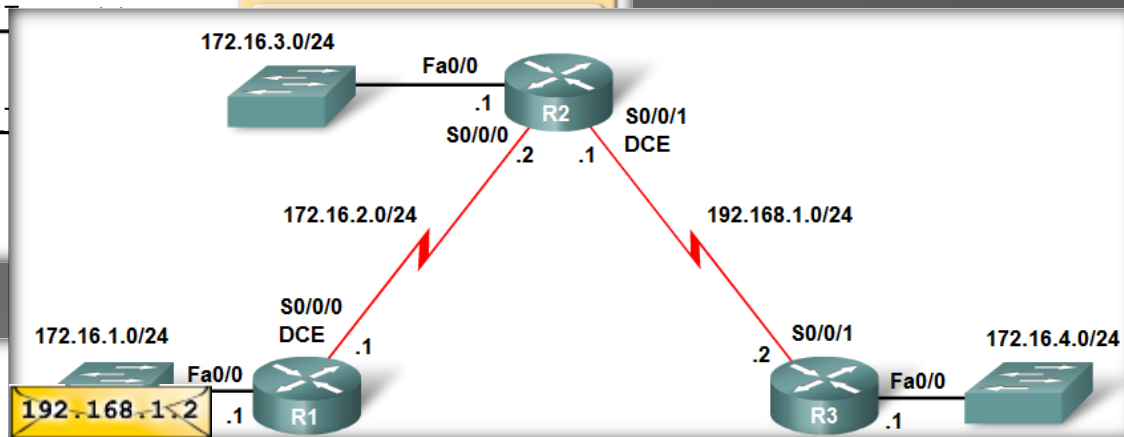 172.16.3.0/24
Fa0/0
.1
R2
S0/0/0
S0/0/1
DCE
.2
.1
172.16.2.0/24
192.168.1.0/24
S0/0/0
DCE
172.16.1.0/24
.1
S0/0/1
172.16.4.0/24
.2
Fa0/0
Fa0/0
192.168.1.2
.1
R1
R3
.1